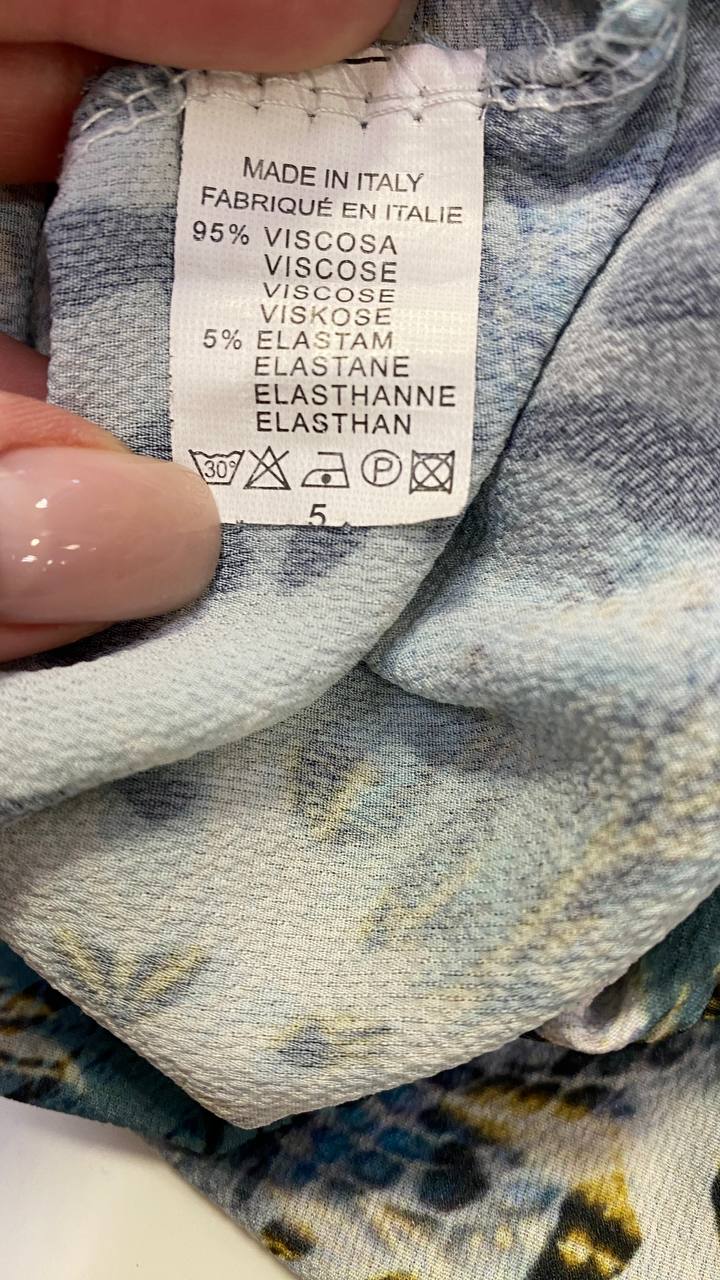 MADE IN ITALY
FABRIQUÉ EN ITALIE
95% VISCOSA
VISCOSE
VISCOSE
VISKOSE
5% ELASTAM
ELASTANE
ELASTHANNE
ELASTHAN
30° P
5